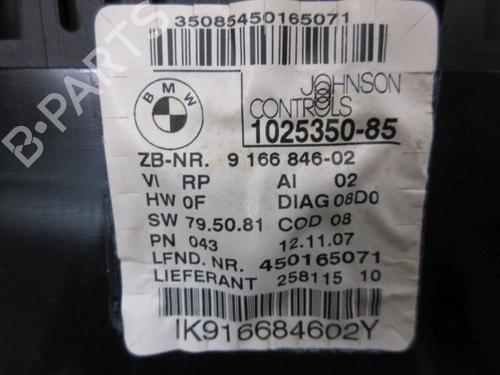 35085450165071
BMW
JOHNSON
CONTROLS
1025350-85
ZB-NR. 9 166 846-02
VI RP AI 02
HW 0F DIAG 08D0
SW 79.50.81 COD 08
PN 043 12.11.07
LFND. NR. 450165071
LIEFERANT 258115 10
IK916684602Y
B-PARTS